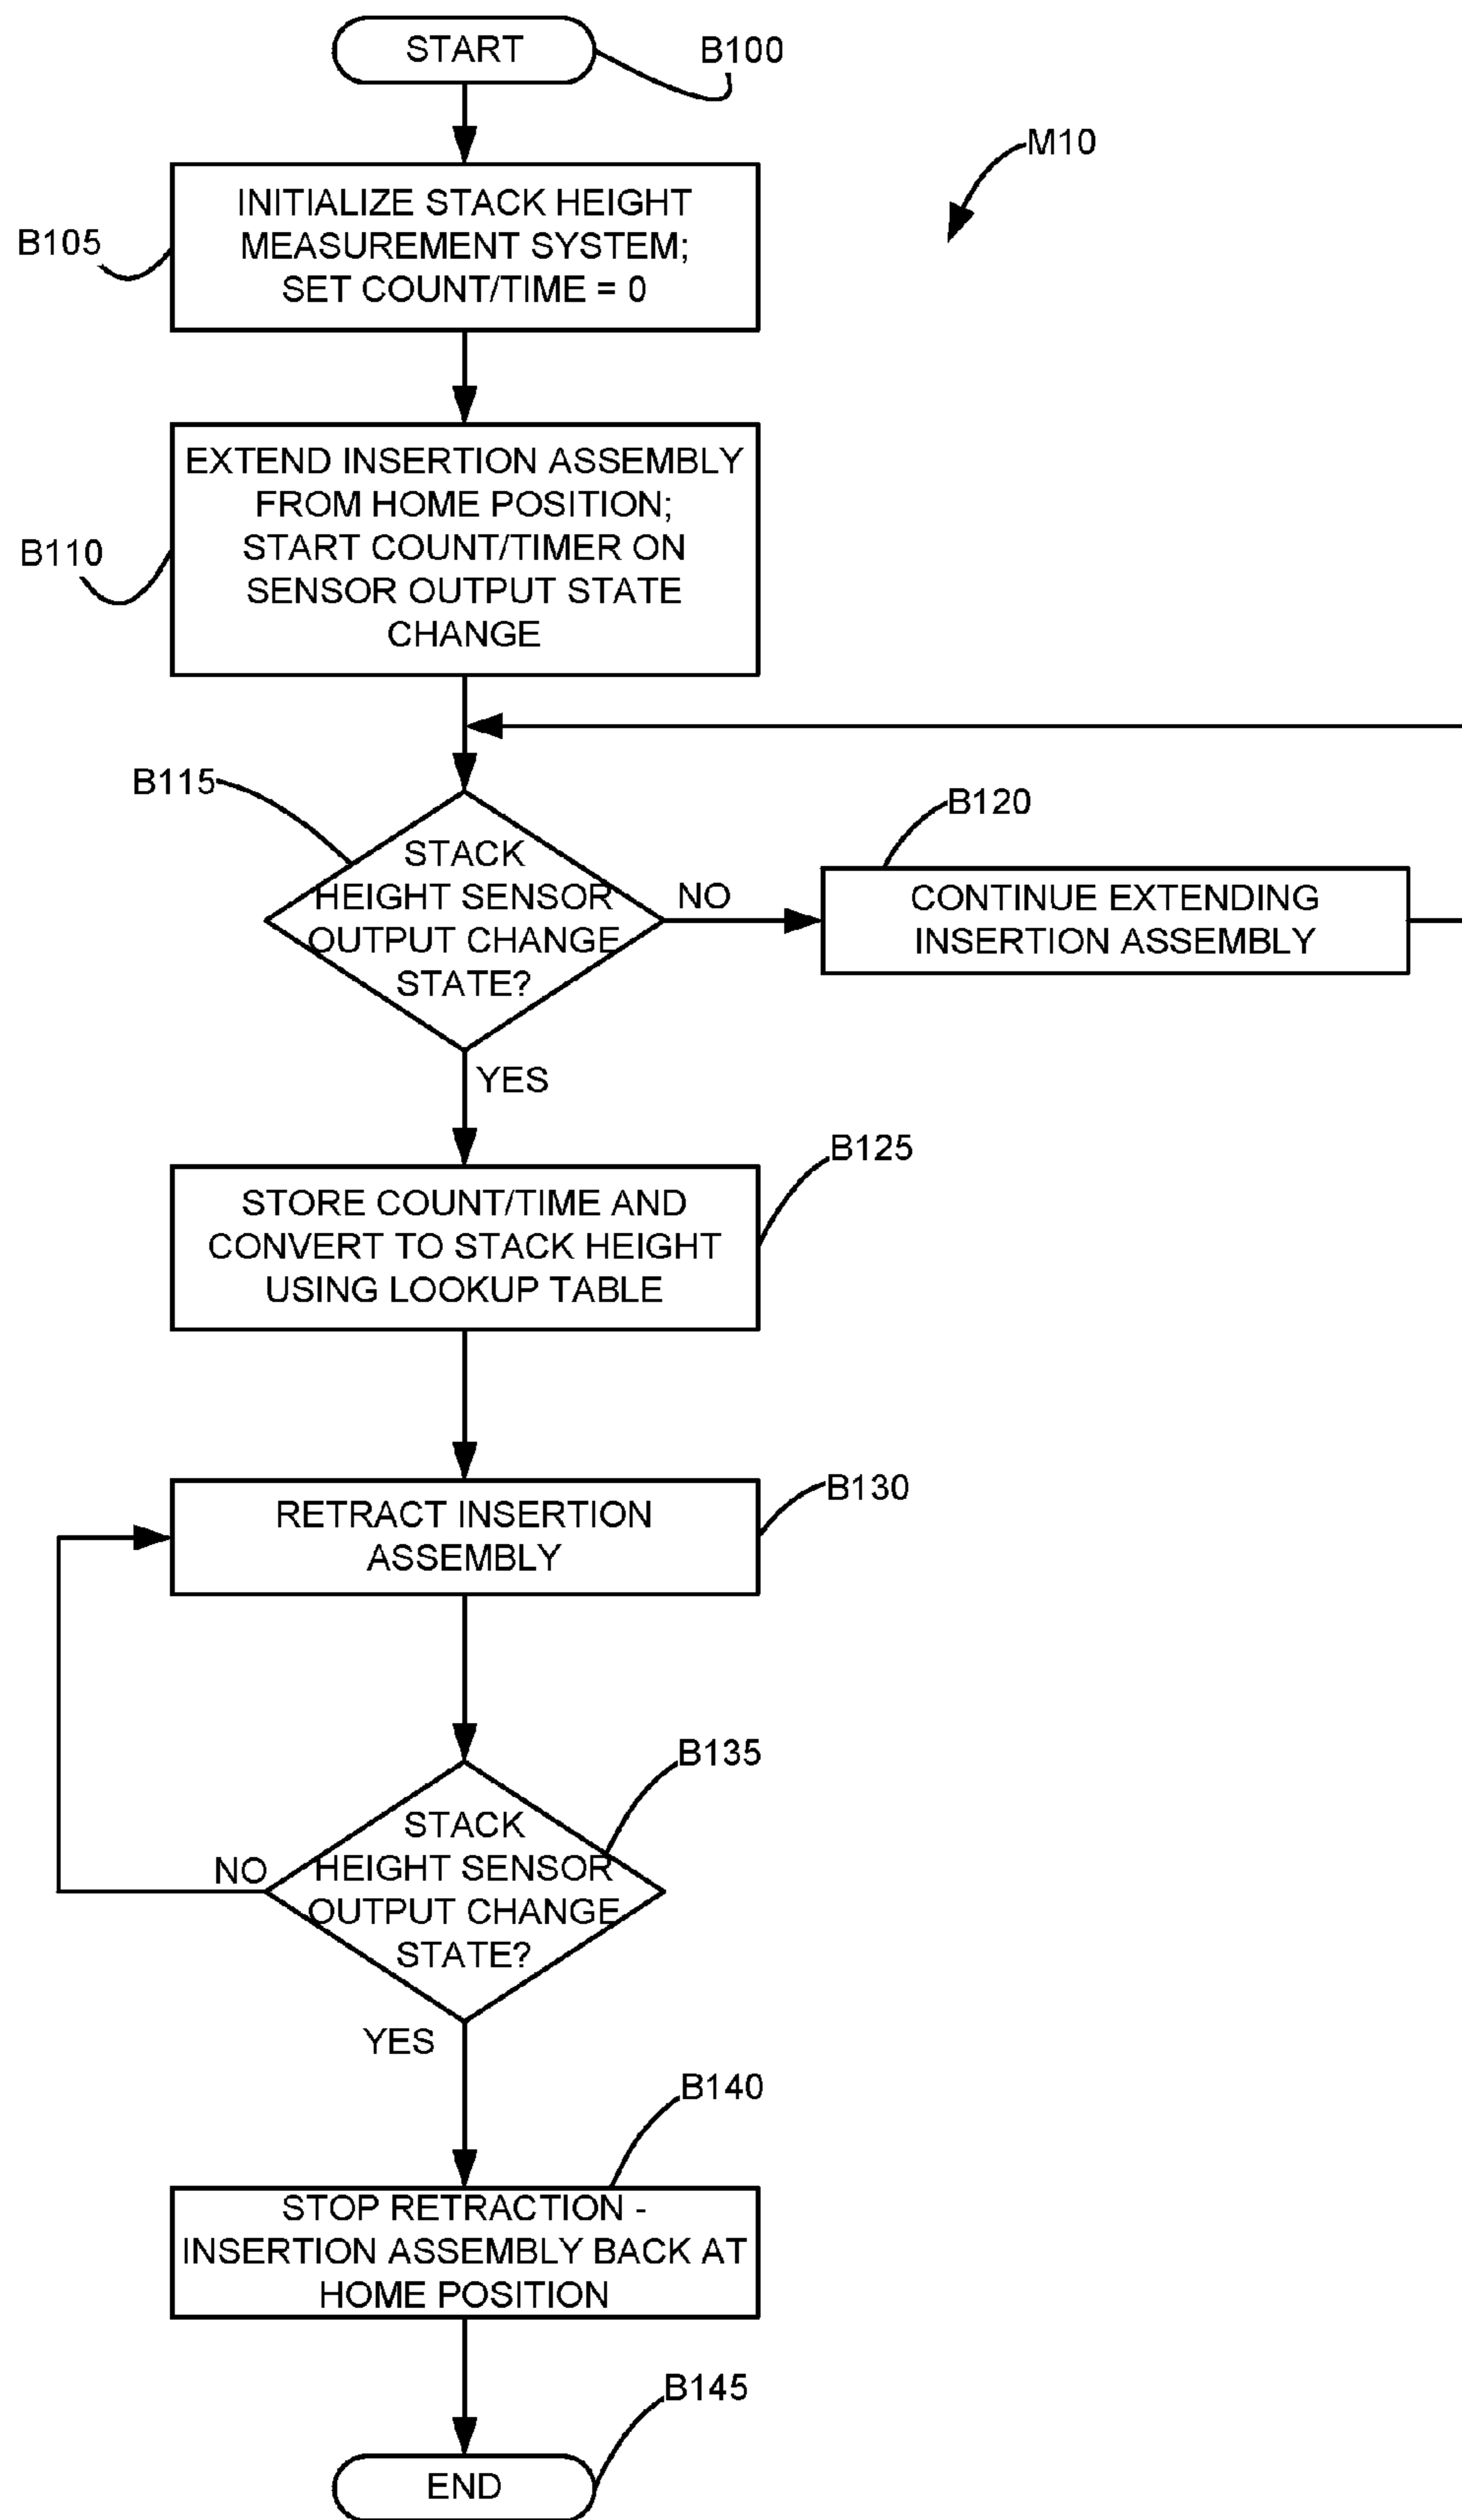 START
B100
M10
INITIALIZE STACK HEIGHT
MEASUREMENT SYSTEM;
SET COUNT/TIME = 0
B105
EXTEND INSERTION ASSEMBLY
FROM HOME POSITION;
START COUNT/TIMER ON
SENSOR OUTPUT STATE
CHANGE
B110
B115
STACK
HEIGHT SENSOR
OUTPUT CHANGE
STATE?
NO
B120
CONTINUE EXTENDING
INSERTION ASSEMBLY
YES
B125
STORE COUNT/TIME AND
CONVERT TO STACK HEIGHT
USING LOOKUP TABLE
B130
RETRACT INSERTION
ASSEMBLY
B135
STACK
HEIGHT SENSOR
OUTPUT CHANGE
STATE?
NO
YES
B140
STOP RETRACTION -
INSERTION ASSEMBLY BACK AT
HOME POSITION
B145
END